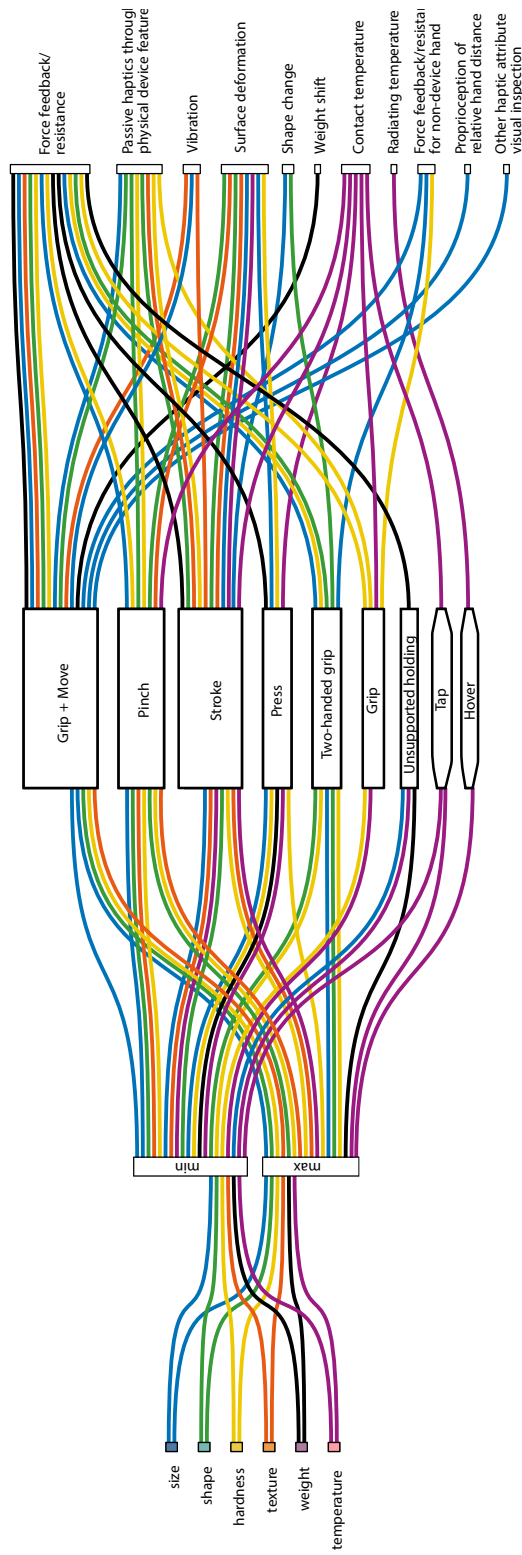 Force feedback/
resistance
Passive haptics throug
physical device feature
Vibration
Surface deformation
Shape change
Weight shift
Contact temperature
Radiating temperature
Force feedback/resista
for non-device hand
Proprioception of
relative hand distance
Other haptic attribute
visual inspection
Grip + Move
Pinch
Stroke
Press
Two-handed grip
Grip
Unsupported holding
Tap
Hover
min
max
size
shape
hardness
texture
weight
temperature